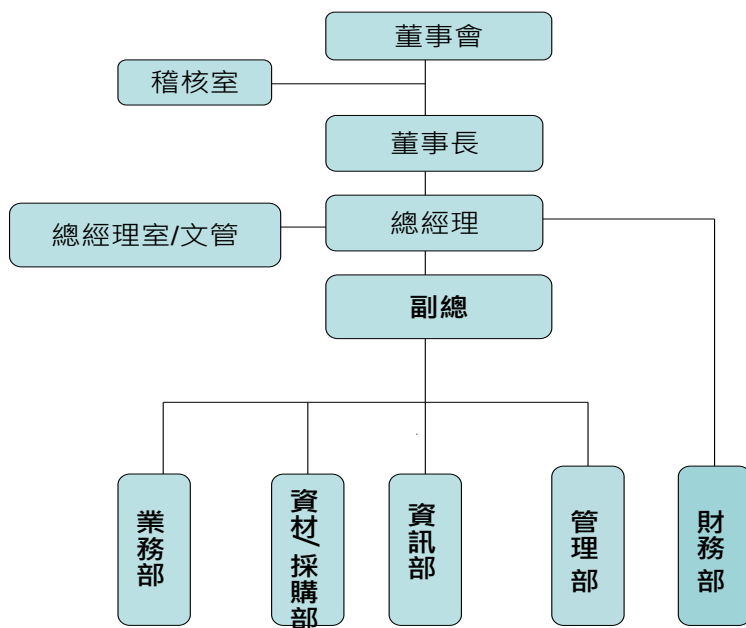 董事會
稽核室
董事長
總經理室/文管
總經理
副總
業務部
資材/採購部
資訊部
管理部
財務部